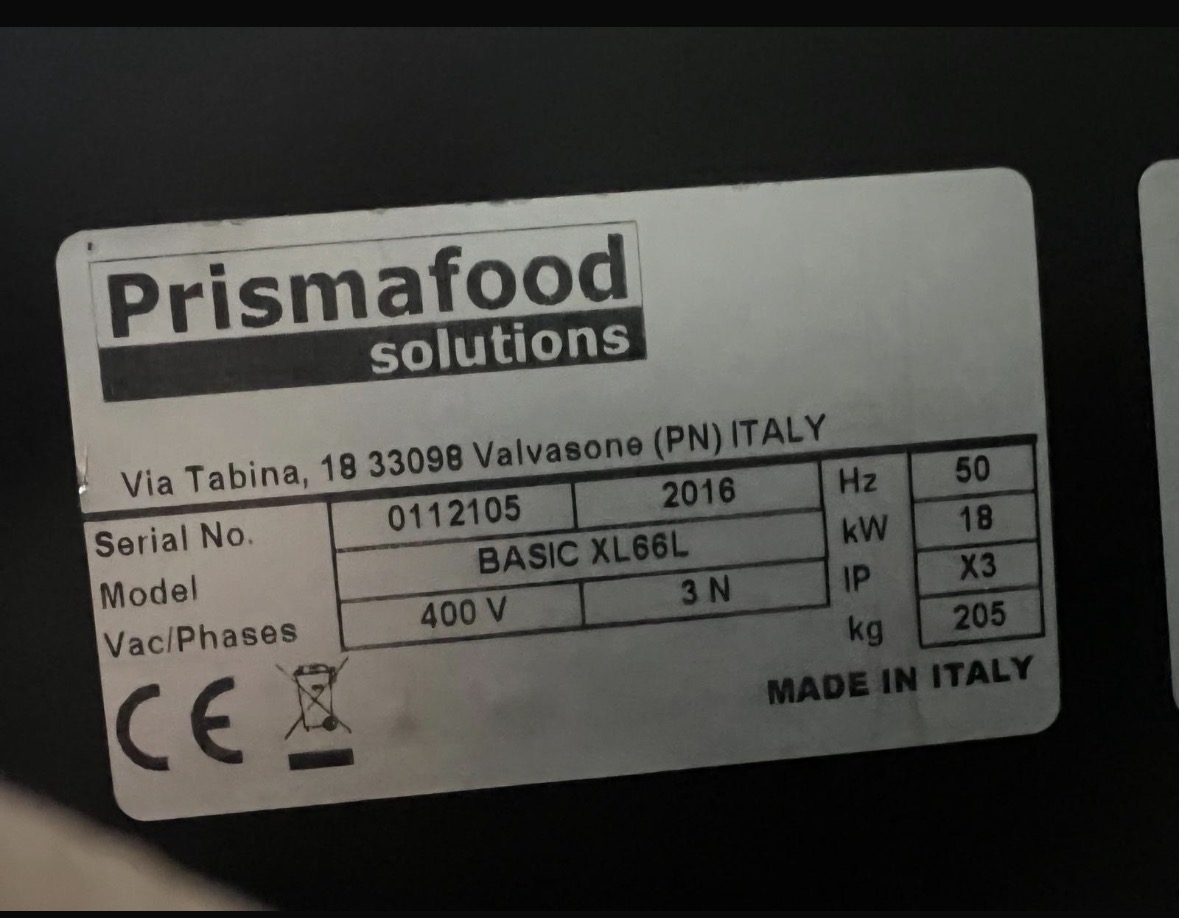 Prismafood
solutions
Via Tabina, 18 33098 Valvasone (PN) ITALY
Serial No. 0112105 2016 Hz 50
Model BASIC XL66L kW 18
Vac/Phases 400 V 3 N IP X3
kg 205
CE
MADE IN ITALY